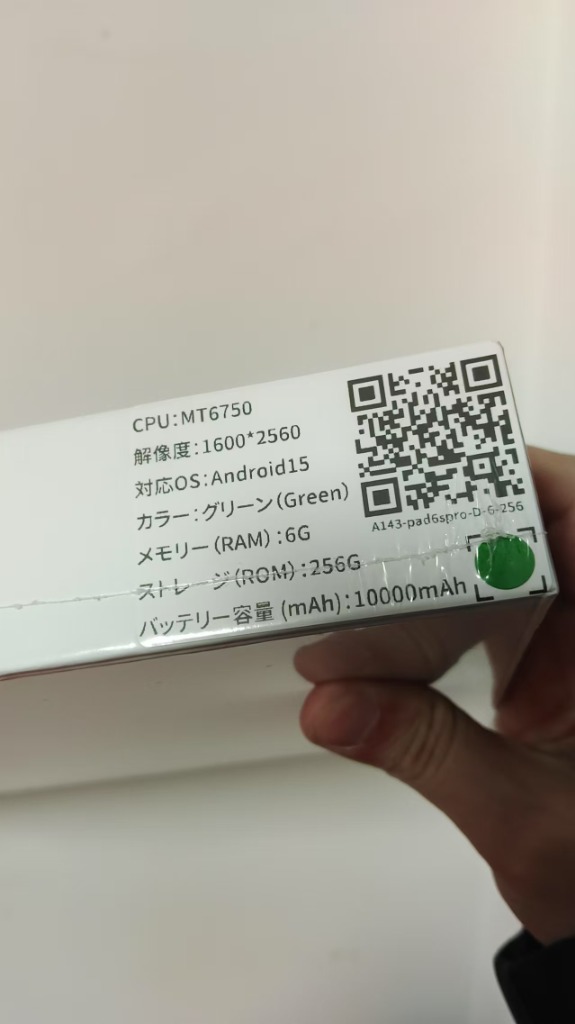 CPU:MT6750
解像度:1600*2560
対応OS:Android15
カラー:グリーン(Green)
メモリー(RAM):6G
ストレージ(ROM):256G
バッテリー容量 (mAh):10000mAh
A143-pad6spro-D-6-256